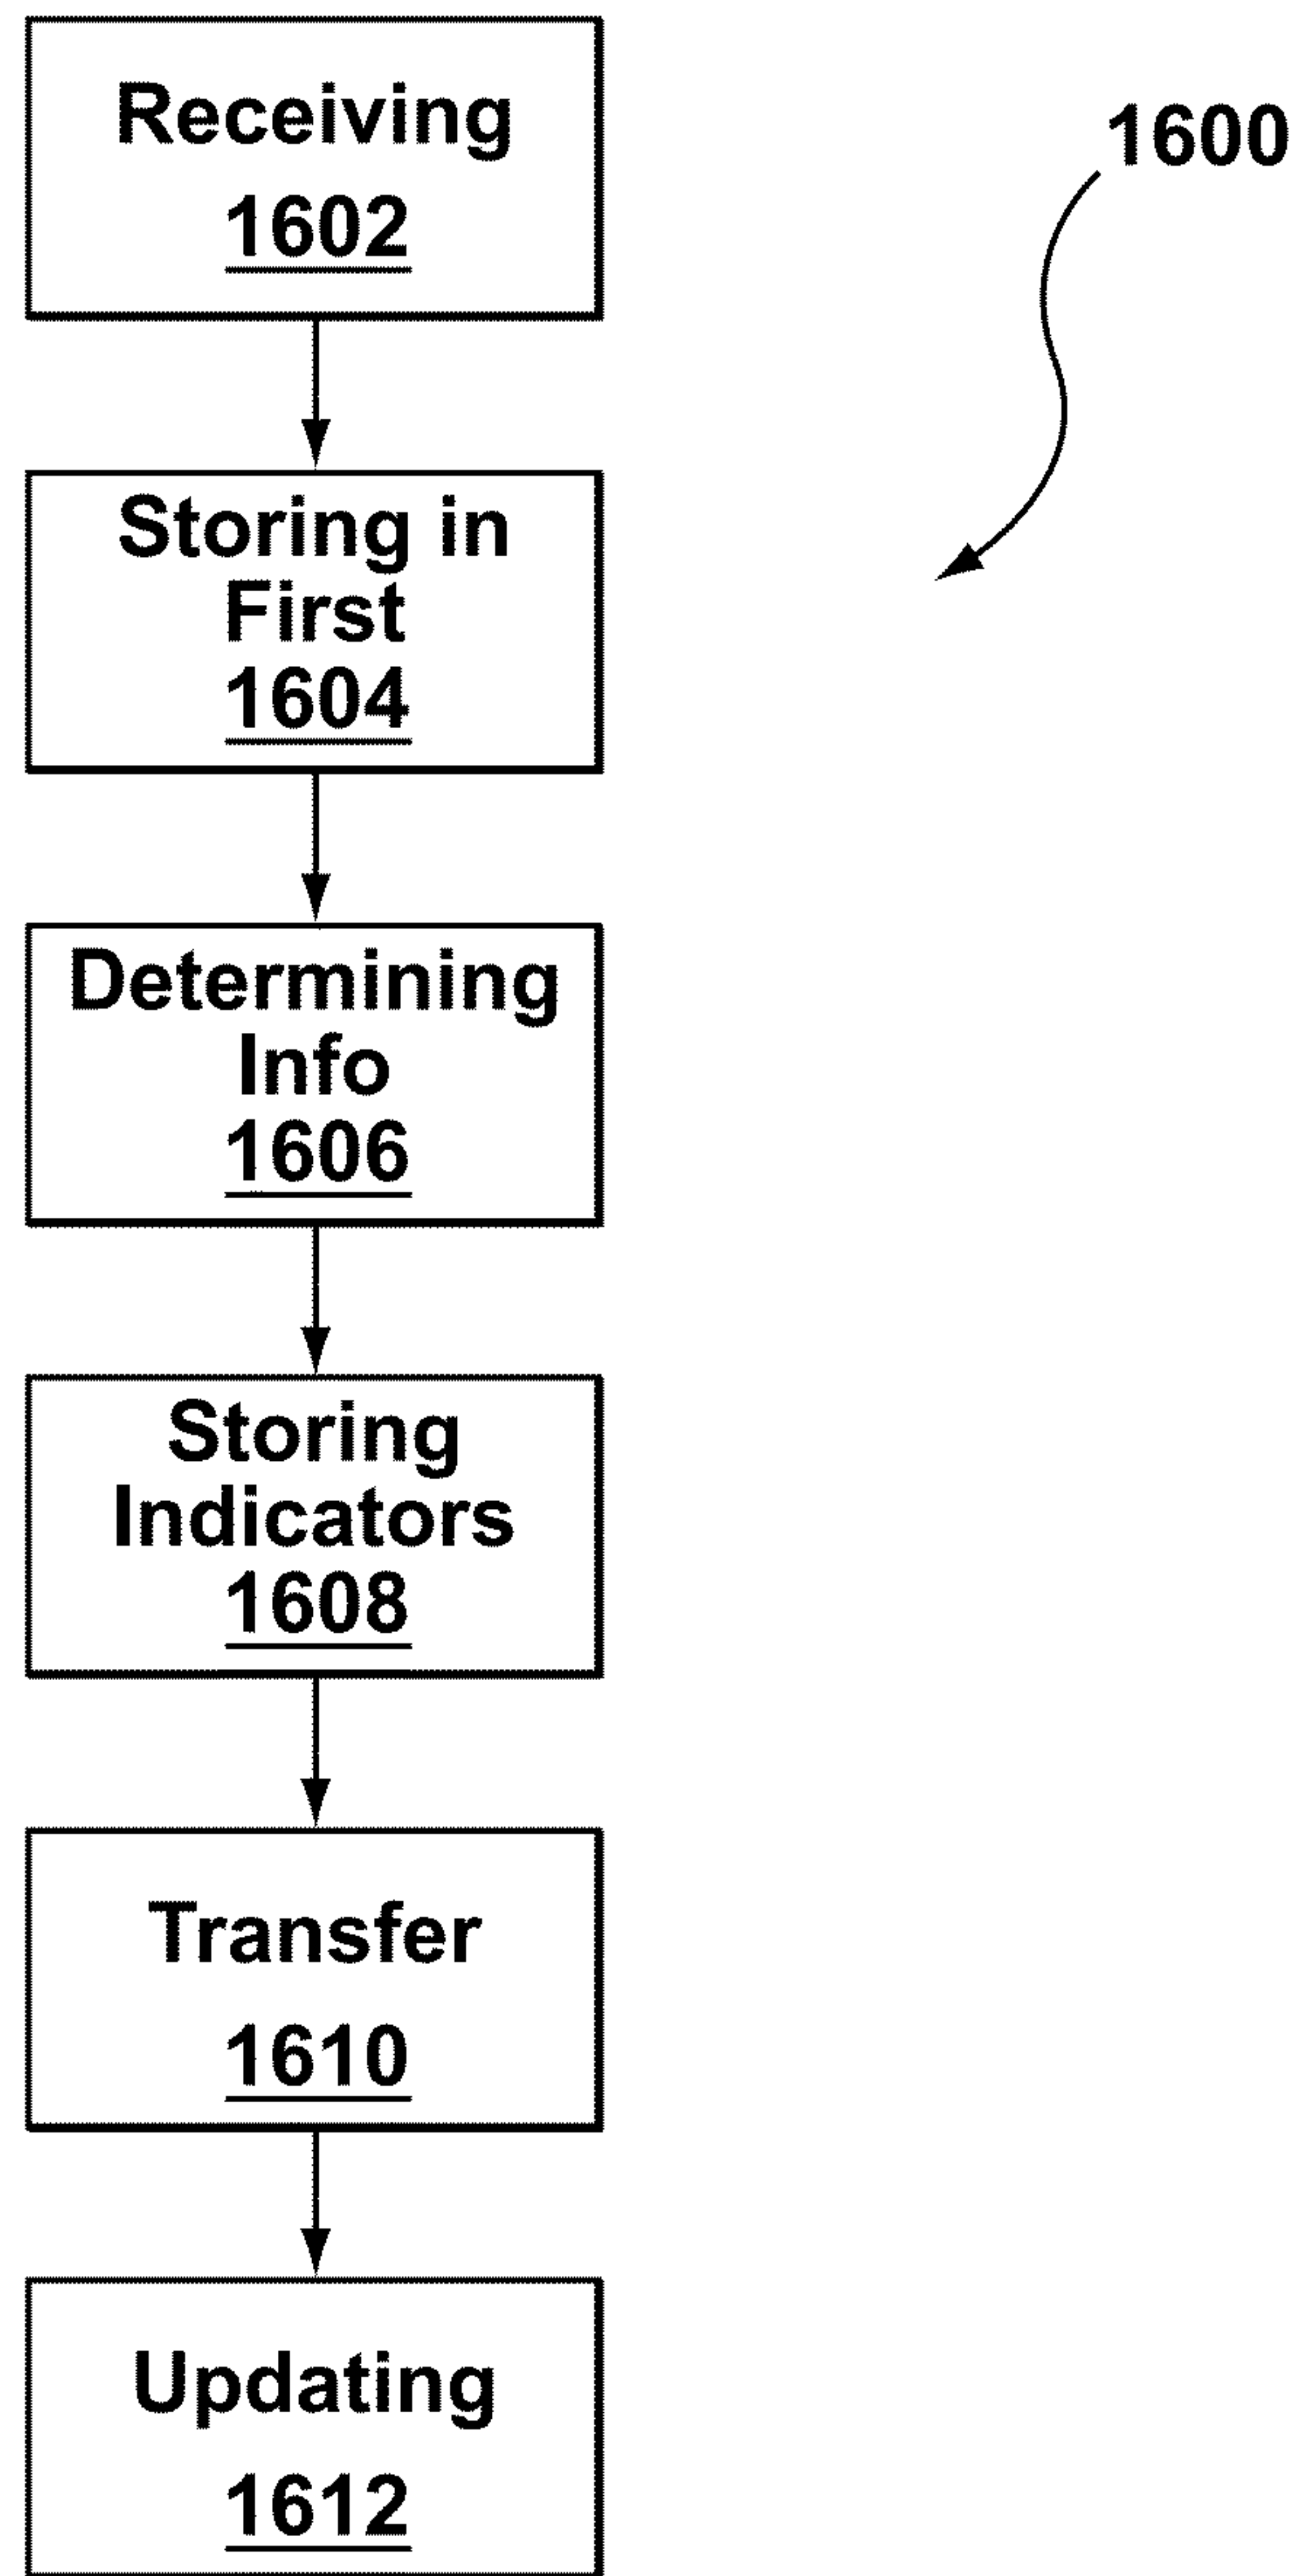 Receiving
1602
1600
Storing in
First
1604
Determining
Info
1606
Storing
Indicators
1608
Transfer
1610
Updating
1612